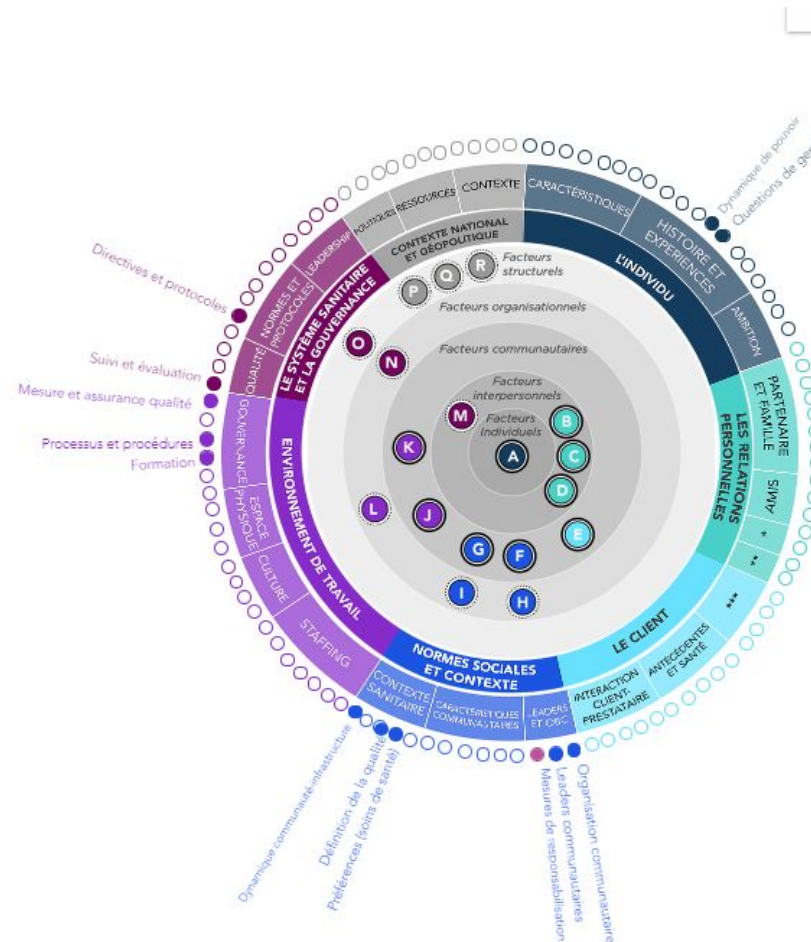 Dynamique de pouvoir
Questions de
CARACTÉRISTIQUES
HISTOIRE ET
EXPÉRIENCES
AMBITION
L'INDIVIDU
PARTENAIRE
ET FAMILLE
AMIS
*
**
LES RELATIONS
PERSONNELLES
***
ANTÉCÉDENTES
ET SANTÉ
INTERACTION
CLIENT-
PRESTATAIRE
LE CLIENT
LEADERS
ET OBC
CARACTÉRISTIQUES
COMMUNAUTAIRES
CONTEXTE
SANITAIRE
NORMES SOCIALES
ET CONTEXTE
Organisation communautaire
Leaders communautaires
Mesures de responsabilisation
Préférences (soins de santé)
Définition de la qualité
Dynamique communauté-infrastructure
STAFFING
CULTURE
ESPACE
PHYSIQUE
GOUVERNANCE
ENVIRONNEMENT DE TRAVAIL
Formation
Processus et procédures
Mesure et assurance qualité
Suivi et évaluation
Directives et protocoles
QUALITÉ
NORMES ET
PROTOCOLES
LEADERSHIP
LE SYSTÈME SANITAIRE
ET LA GOUVERNANCE
POLITIQUES
RESSOURCES
CONTEXTE
CONTEXTE NATIONAL
ET GÉOPOLITIQUE
Facteurs
structurels
Facteurs organisationnels
Facteurs communautaires
Facteurs
interpersonnels
Facteurs
Individuels
R
Q
P
O
N
M
B
A
C
D
K
L
J
E
G
F
I
H